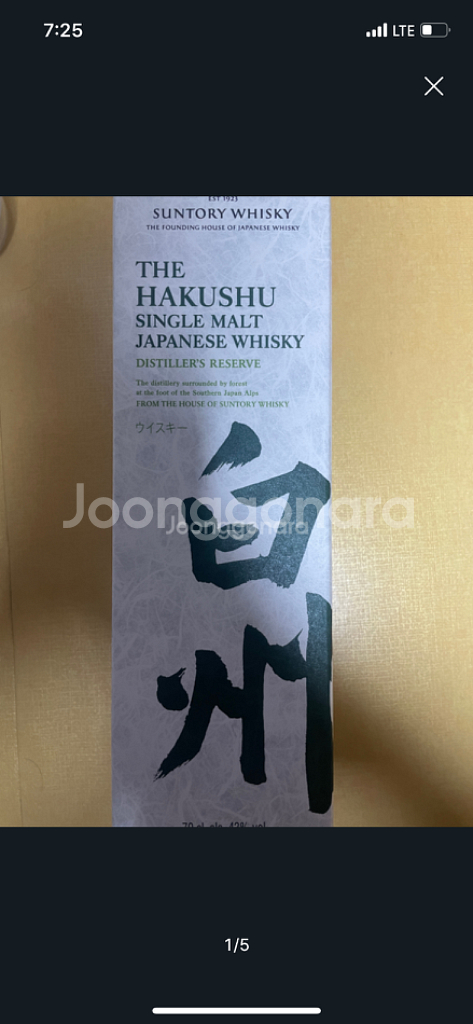 7:25
LTE
EST 1923
SUNTORY WHISKY
THE FOUNDING HOUSE OF JAPANESE WHISKY
THE
HAKUSHU
SINGLE MALT
JAPANESE WHISKY
DISTILLER'S RESERVE
The distillery surrounded by forest
at the foot of the Southern Japan Alps
FROM THE HOUSE OF SUNTORY WHISKY
ウイスキー
白州
Joonggonara
Joonggonara
1/5